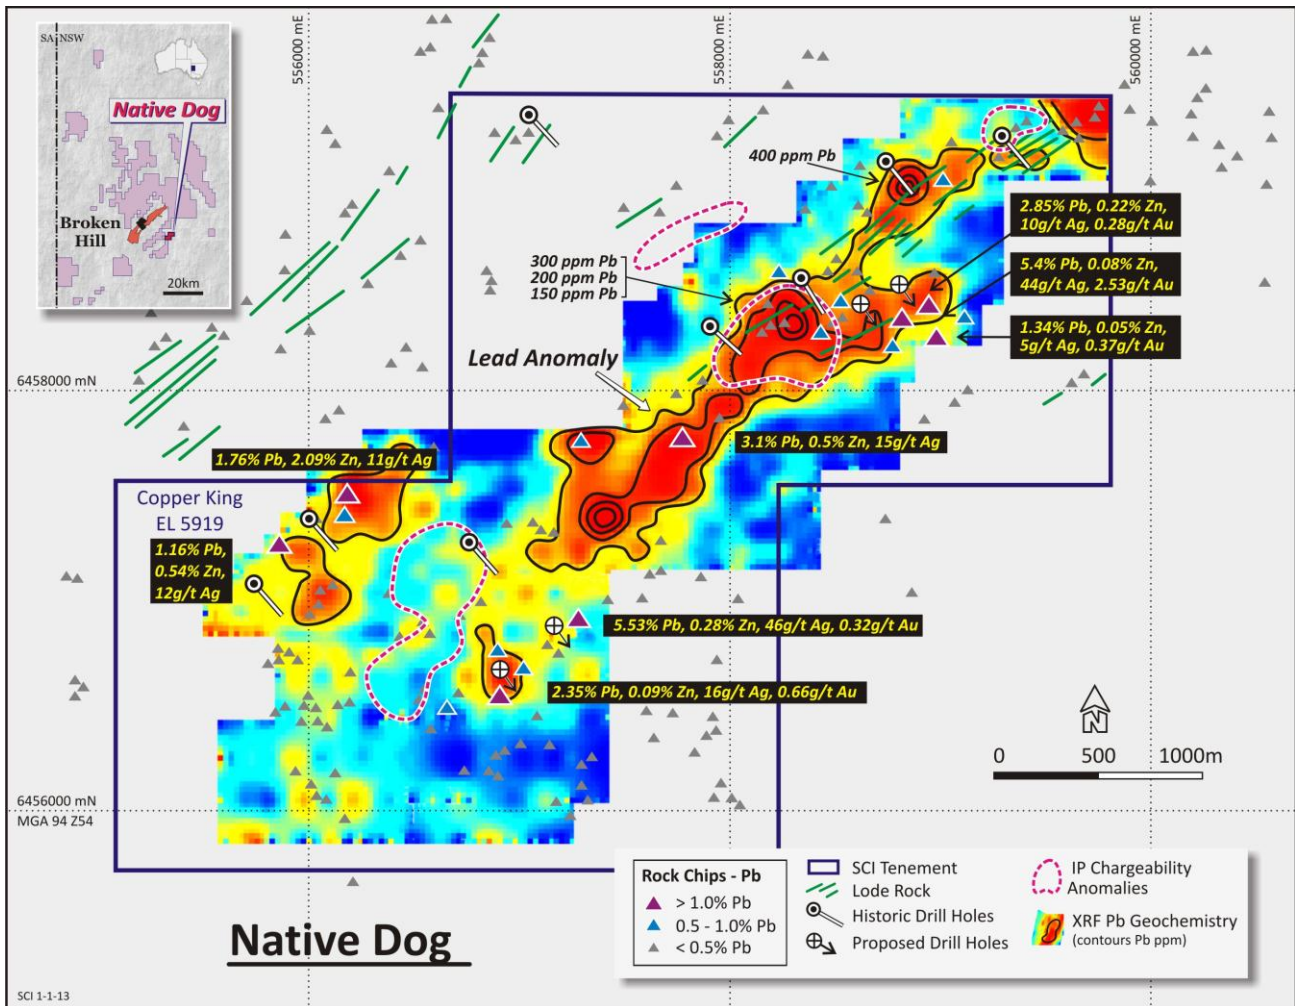 SA
NSW
Native Dog
Broken
Hill
20km
556000 mE
558000 mE
560000 mE
400 ppm Pb
2.85% Pb, 0.22% Zn,
10g/t Ag, 0.28g/t Au
300 ppm Pb
200 ppm Pb
150 ppm Pb
5.4% Pb, 0.08% Zn,
44g/t Ag, 2.53g/t Au
1.34% Pb, 0.05% Zn,
5g/t Ag, 0.37g/t Au
Lead Anomaly
6458000 mN
3.1% Pb, 0.5% Zn, 15g/t Ag
1.76% Pb, 2.09% Zn, 11g/t Ag
Copper King
EL 5919
1.16% Pb,
0.54% Zn,
12g/t Ag
5.53% Pb, 0.28% Zn, 46g/t Ag, 0.32g/t Au
2.35% Pb, 0.09% Zn, 16g/t Ag, 0.66g/t Au
N
0 500 1000m
6456000 mN
MGA 94 Z54
Rock Chips - Pb
> 1.0% Pb
0.5 - 1.0% Pb
< 0.5% Pb
SCI Tenement
Lode Rock
Historic Drill Holes
Proposed Drill Holes
IP Chargeability
Anomalies
XRF Pb Geochemistry
(contours Pb ppm)
Native Dog
SCI 1-1-13